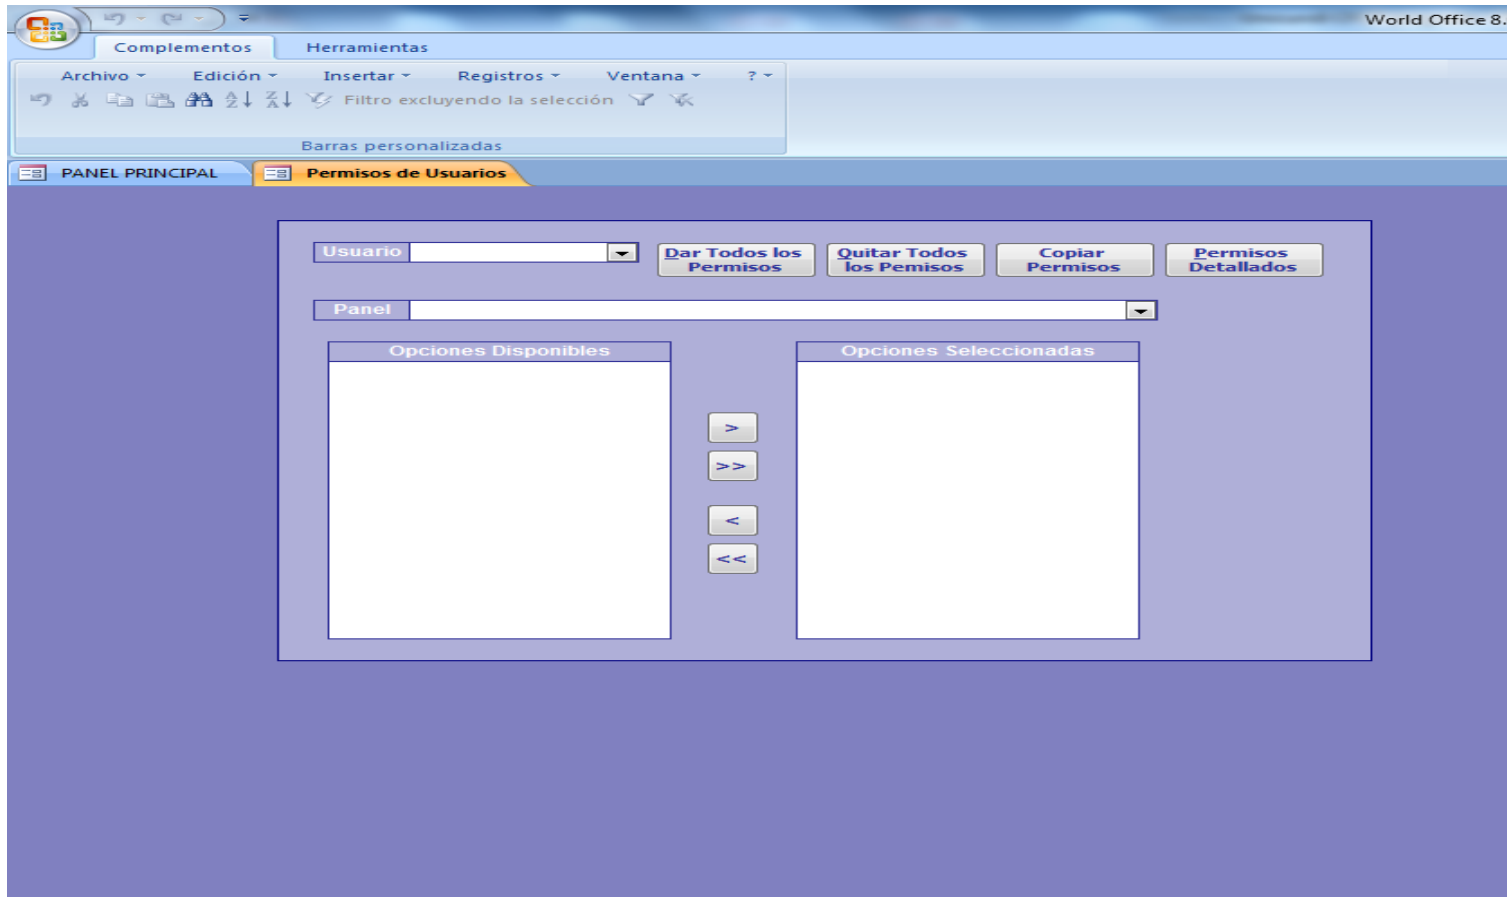 World Office 8.
Complementos Herramientas
Archivo Edición Insertar Registros Ventana ?
Filtro excluyendo la selección
Barras personalizadas
PANEL PRINCIPAL Permisos de Usuarios
Usuario
Dar Todos los
Permisos
Quitar Todos
los Pemisos
Copiar
Permisos
Permisos
Detallados
Panel
Opciones Disponibles Opciones Seleccionadas
>
>>
<
<<